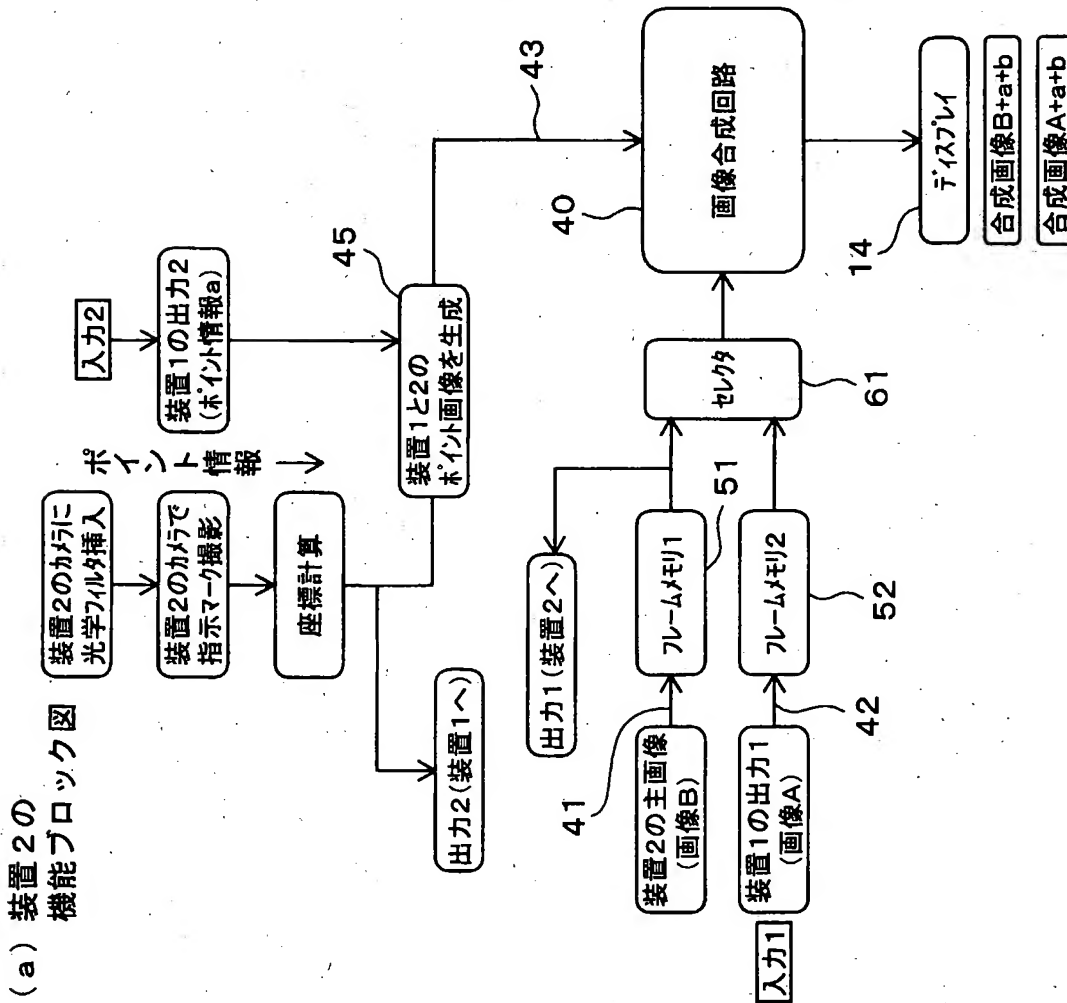 (a) 装置2の
機能ブロック図
装置2のカメラに
光学フィルタ挿入
装置2のカメラで
指示マーク撮影
座標計算
ポイント
情報
入力2
装置1の出力2
(ポイント情報a)
45
装置1と2の
ポイント画像を生成
43
出力2(装置1へ)
出力1(装置2へ)
41
装置2の主画像
(画像B)
フレームメモリ1
51
入力1
装置1の出力1
(画像A)
42
フレームメモリ2
52
セレクタ
61
40
画像合成回路
14
ディスプレイ
合成画像B+a+b
合成画像A+a+b